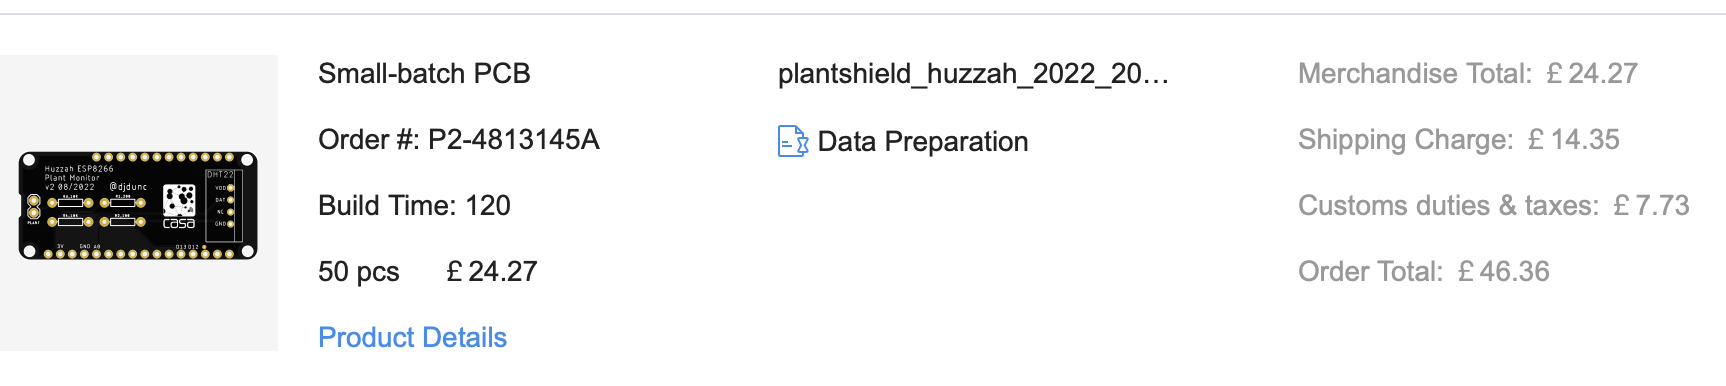 Huzzah ESP8266
Plant Monitor
v2 08/2022
@djdunc
casa
DHT22
VDD
DAT
NC
GND
PLANT
3V
GND A0
D13 D12
Small-batch PCB
Order #: P2-4813145A
Build Time: 120
50 pcs £ 24.27
Product Details
plantshield_huzzah_2022_20…
Data Preparation
Merchandise Total: £ 24.27
Shipping Charge: £ 14.35
Customs duties & taxes: £ 7.73
Order Total: £ 46.36